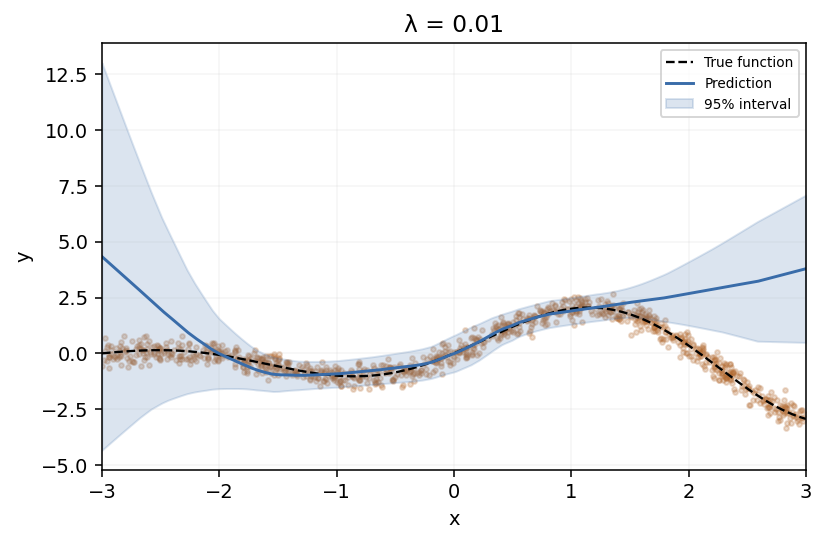 λ = 0.01
True function
Prediction
95% interval
12.5
10.0
7.5
5.0
2.5
0.0
−2.5
−5.0
y
−3
−2
−1
0
1
2
3
x